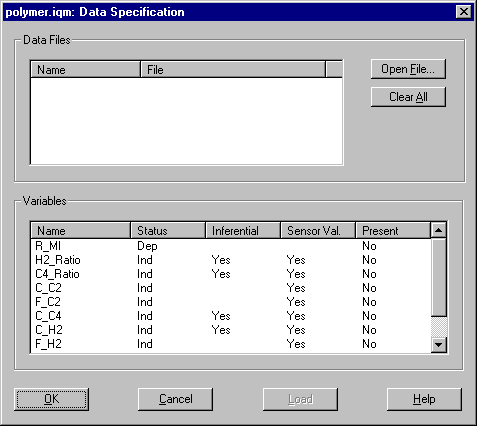 polymer.iqm: Data Specification
Data Files
Name File
Open File...
Clear All
Variables
Name Status Inferential Sensor Val. Present
R_MI Dep No
H2_Ratio Ind Yes Yes No
C4_Ratio Ind Yes Yes No
C_C2 Ind Yes No
F_C2 Ind Yes No
C_C4 Ind Yes Yes No
C_H2 Ind Yes Yes No
F_H2 Ind Yes No
OK Cancel Load Help